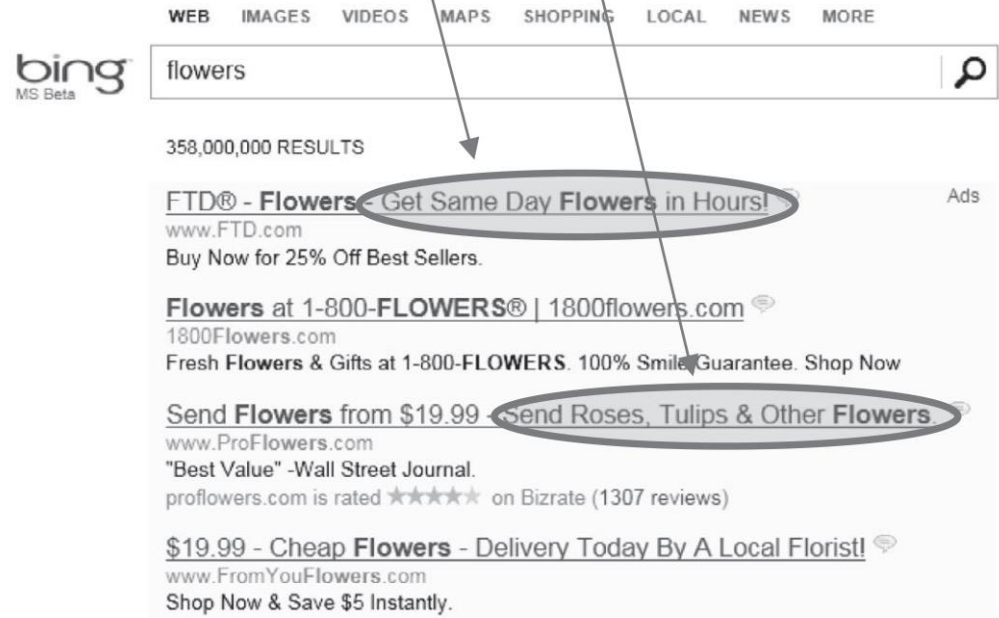 WEB IMAGES VIDEOS MAPS SHOPPING LOCAL NEWS MORE
bing
MS Beta
flowers
358,000,000 RESULTS
FTD® - Flowers - Get Same Day Flowers in Hours!
Ads
www.FTD.com
Buy Now for 25% Off Best Sellers.
Flowers at 1-800-FLOWERS® | 1800flowers.com
1800Flowers.com
Fresh Flowers & Gifts at 1-800-FLOWERS. 100% Smile Guarantee. Shop Now
Send Flowers from $19.99 - Send Roses, Tulips & Other Flowers.
www.ProFlowers.com
"Best Value" -Wall Street Journal.
proflowers.com is rated ★★★★★ on Bizrate (1307 reviews)
$19.99 - Cheap Flowers - Delivery Today By A Local Florist!
www.FromYouFlowers.com
Shop Now & Save $5 Instantly.